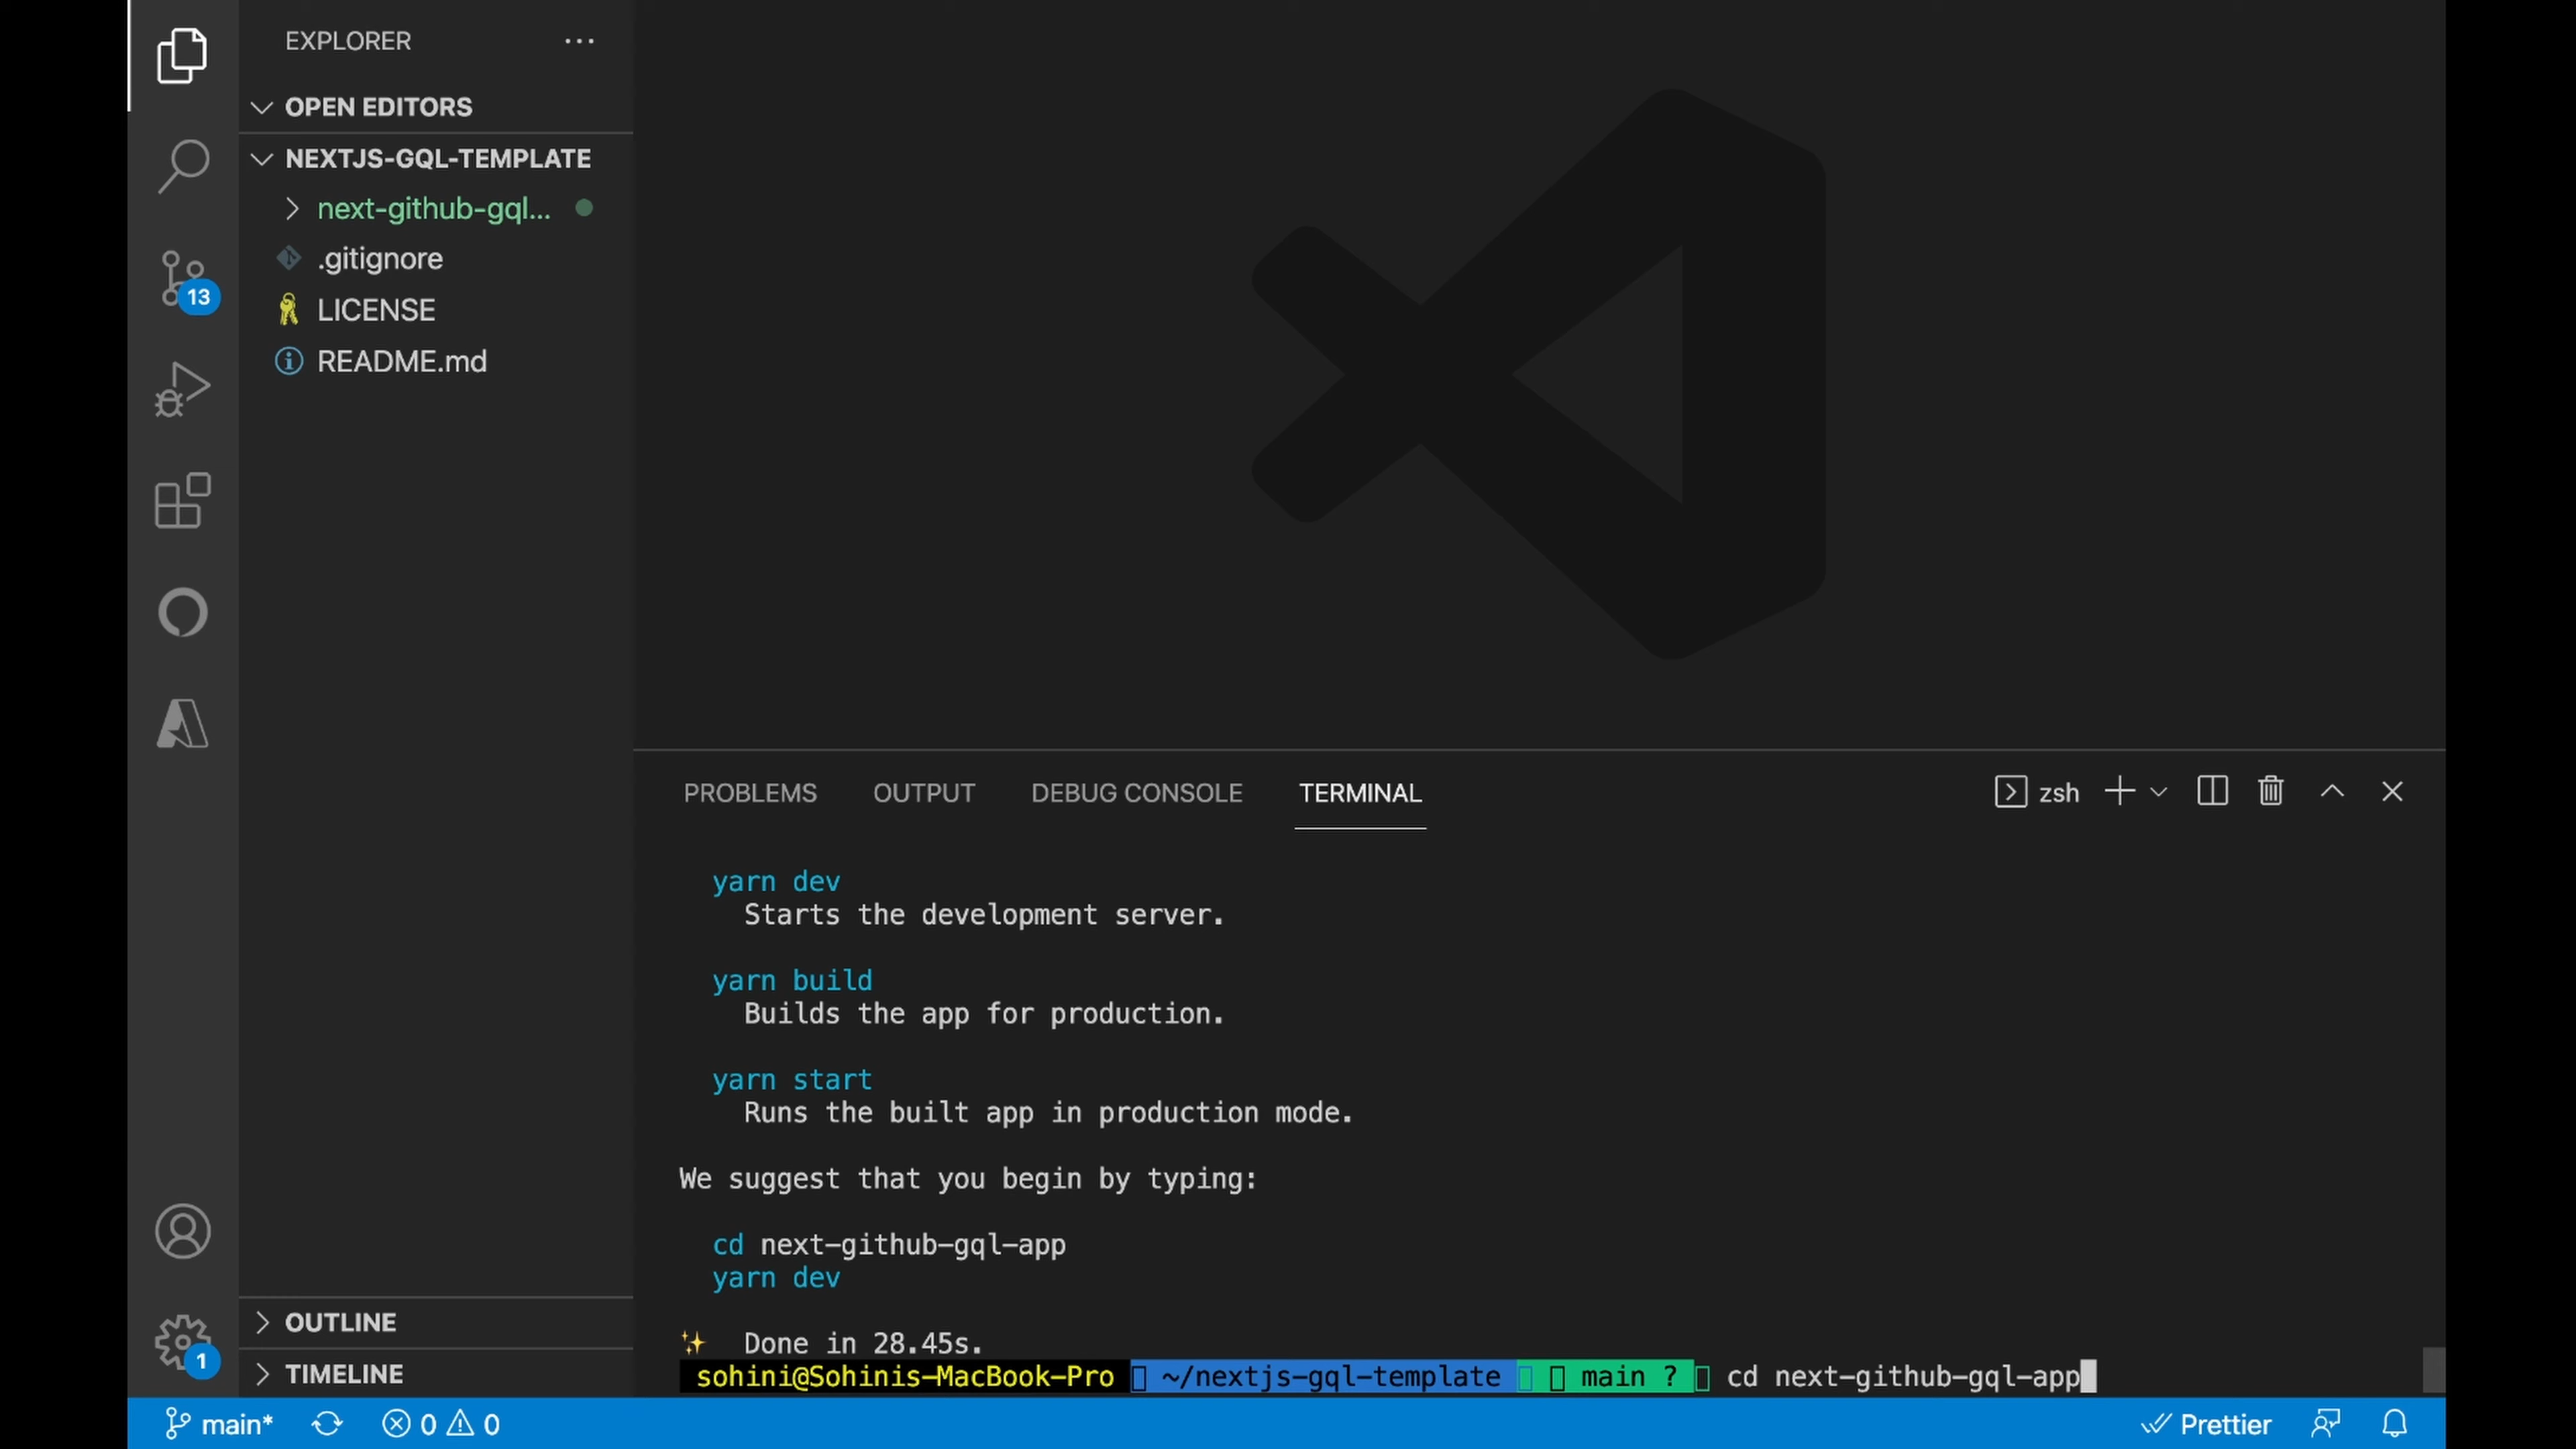 EXPLORER
OPEN EDITORS
NEXTJS-GQL-TEMPLATE
next-github-gql...
.gitignore
LICENSE
README.md
13
OUTLINE
TIMELINE
1
PROBLEMS OUTPUT DEBUG CONSOLE TERMINAL zsh
yarn dev
Starts the development server.
yarn build
Builds the app for production.
yarn start
Runs the built app in production mode.
We suggest that you begin by typing:
cd next-github-gql-app
yarn dev
✨ Done in 28.45s.
sohini@Sohinis-MacBook-Pro ~/nextjs-gql-template main ? cd next-github-gql-app
main* 0 0 Prettier